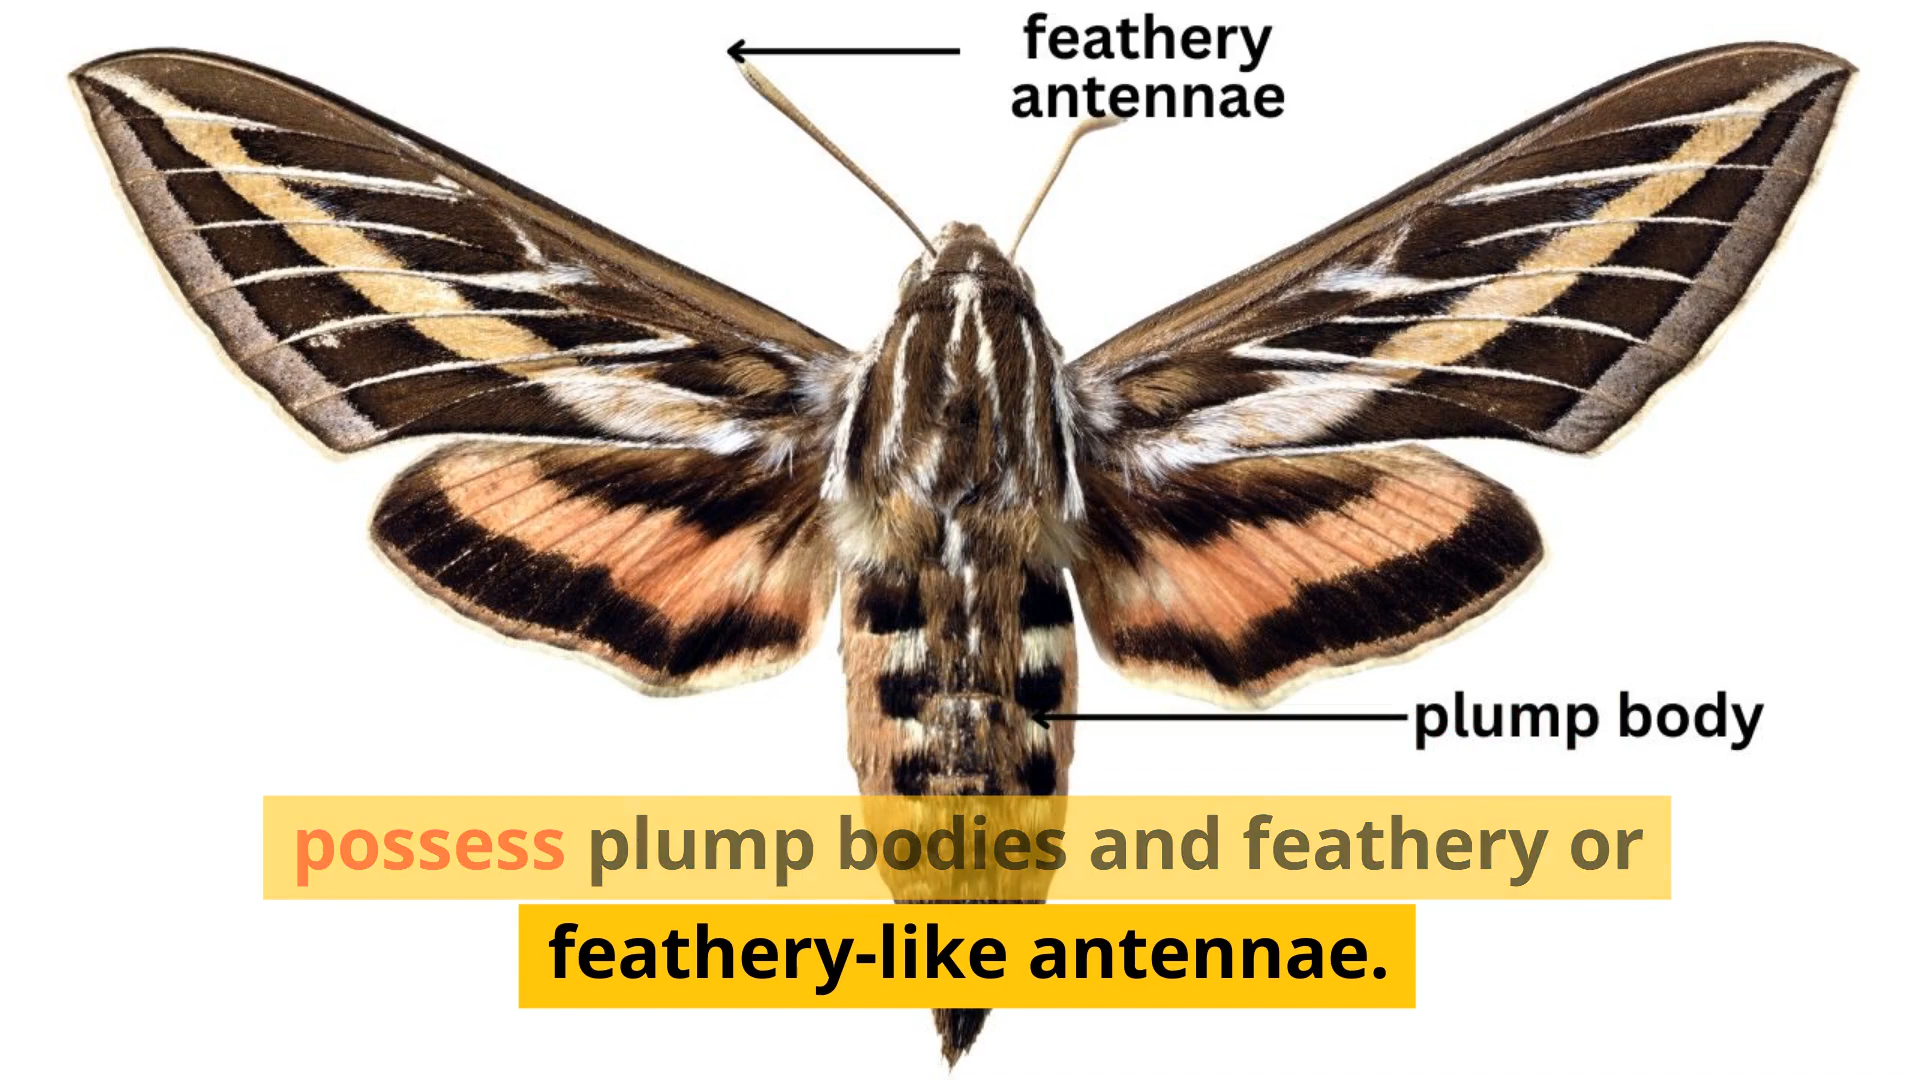 feathery
antennae
plump body
possess plump bodies and feathery or
feathery-like antennae.